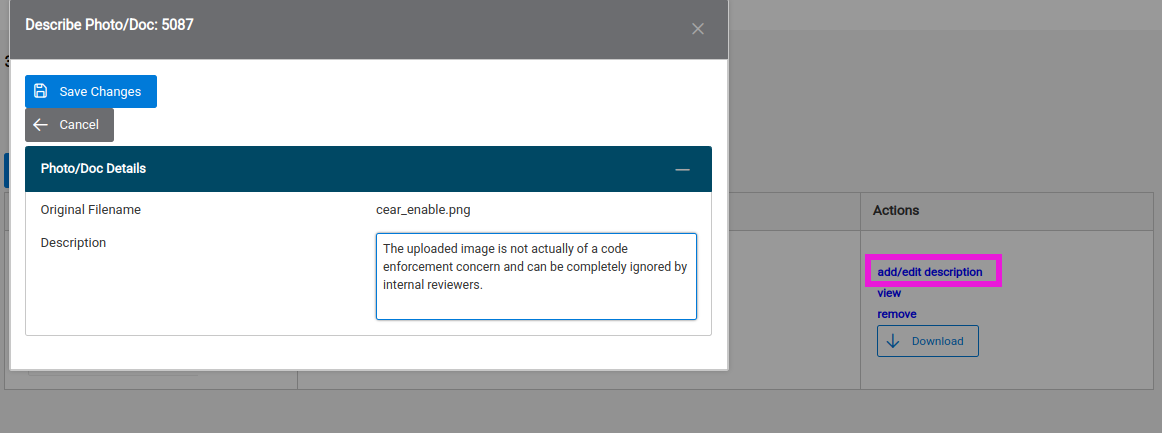 Describe Photo/Doc: 5087
Save Changes
Cancel
Photo/Doc Details
Original Filename
cear_enable.png
Description
The uploaded image is not actually of a code
enforcement concern and can be completely ignored by
internal reviewers.
Actions
add/edit description
view
remove
Download